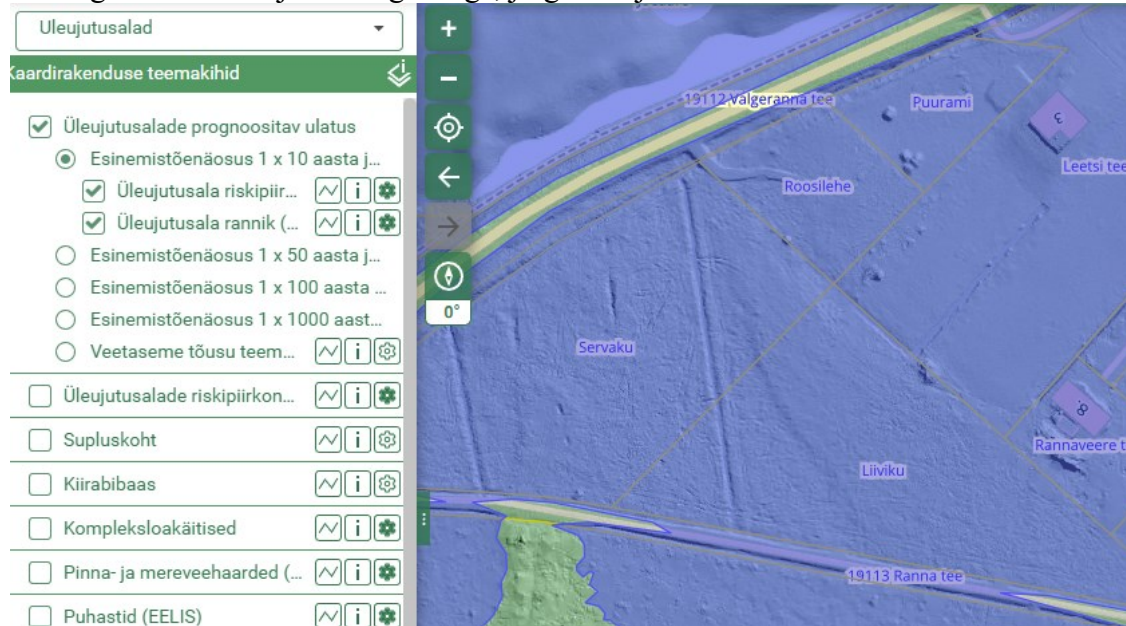 Üleujutusalad
Kaardirakenduse teemakihid
Üleujutusalade prognoositav ulatus
Esinemistõenäosus 1 x 10 aasta j...
Üleujutusala riskipiir...
Üleujutusala rannik (...
Esinemistõenäosus 1 x 50 aasta j...
Esinemistõenäosus 1 x 100 aasta ...
Esinemistõenäosus 1 x 1000 aast...
Veetaseme tõusu teem...
Üleujutusalade riskipiirkon...
Supluskoht
Kiirabibaas
Kompleksloakäitised
Pinna- ja mereveehaarded (...
Puhastid (EELIS)
0°
19112 Valgeranna tee
Puurami
3
Leetsi tee
Roosilehe
Servaku
8
Rannaveere t
Liiviku
19113 Ranna tee